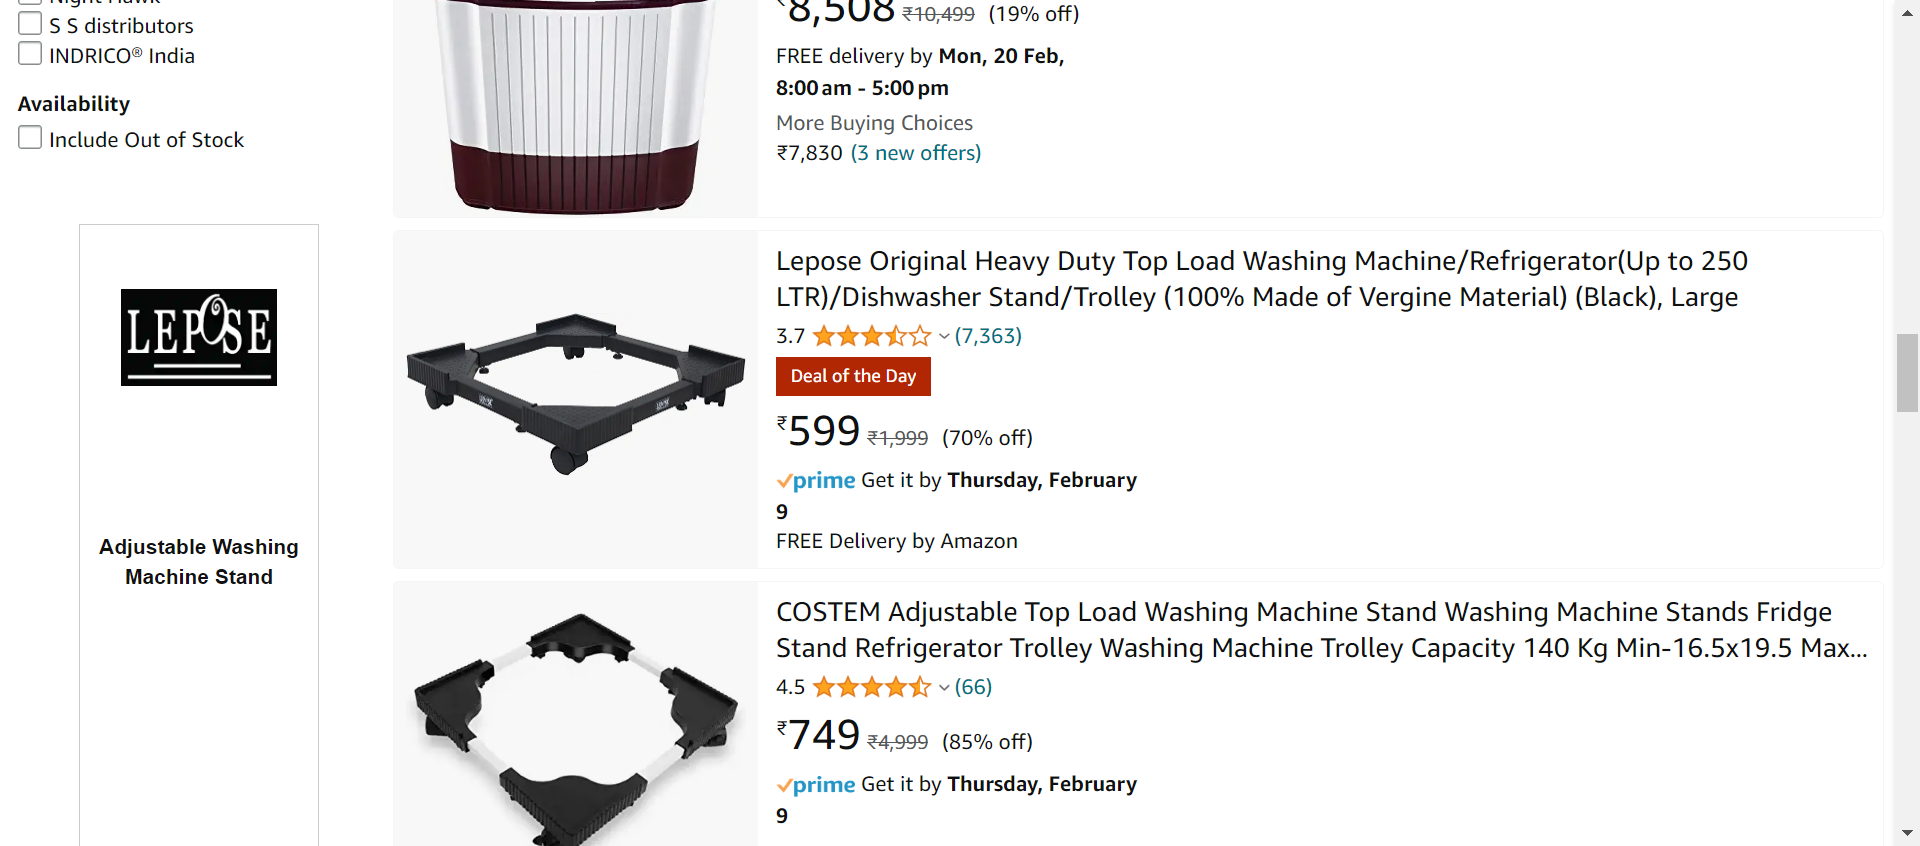 Night Hawk
S S distributors
INDRICO® India
Availability
Include Out of Stock
LEPOSE
Adjustable Washing
Machine Stand
₹8,508 ₹10,499 (19% off)
FREE delivery by Mon, 20 Feb,
8:00 am - 5:00 pm
More Buying Choices
₹7,830 (3 new offers)
Lepose Original Heavy Duty Top Load Washing Machine/Refrigerator(Up to 250
LTR)/Dishwasher Stand/Trolley (100% Made of Vergine Material) (Black), Large
3.7 (7,363)
Deal of the Day
₹599 ₹1,999 (70% off)
prime Get it by Thursday, February
9
FREE Delivery by Amazon
COSTEM Adjustable Top Load Washing Machine Stand Washing Machine Stands Fridge
Stand Refrigerator Trolley Washing Machine Trolley Capacity 140 Kg Min-16.5x19.5 Max...
4.5 (66)
₹749 ₹4,999 (85% off)
prime Get it by Thursday, February
9